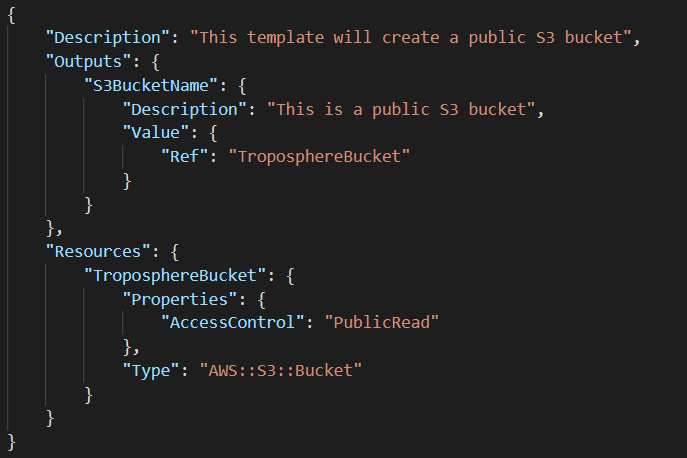 {
    "Description": "This template will create a public S3 bucket",
    "Outputs": {
        "S3BucketName": {
            "Description": "This is a public S3 bucket",
            "Value": {
                "Ref": "TroposphereBucket"
            }
        }
    },
    "Resources": {
        "TroposphereBucket": {
            "Properties": {
                "AccessControl": "PublicRead"
            },
            "Type": "AWS::S3::Bucket"
        }
    }
}